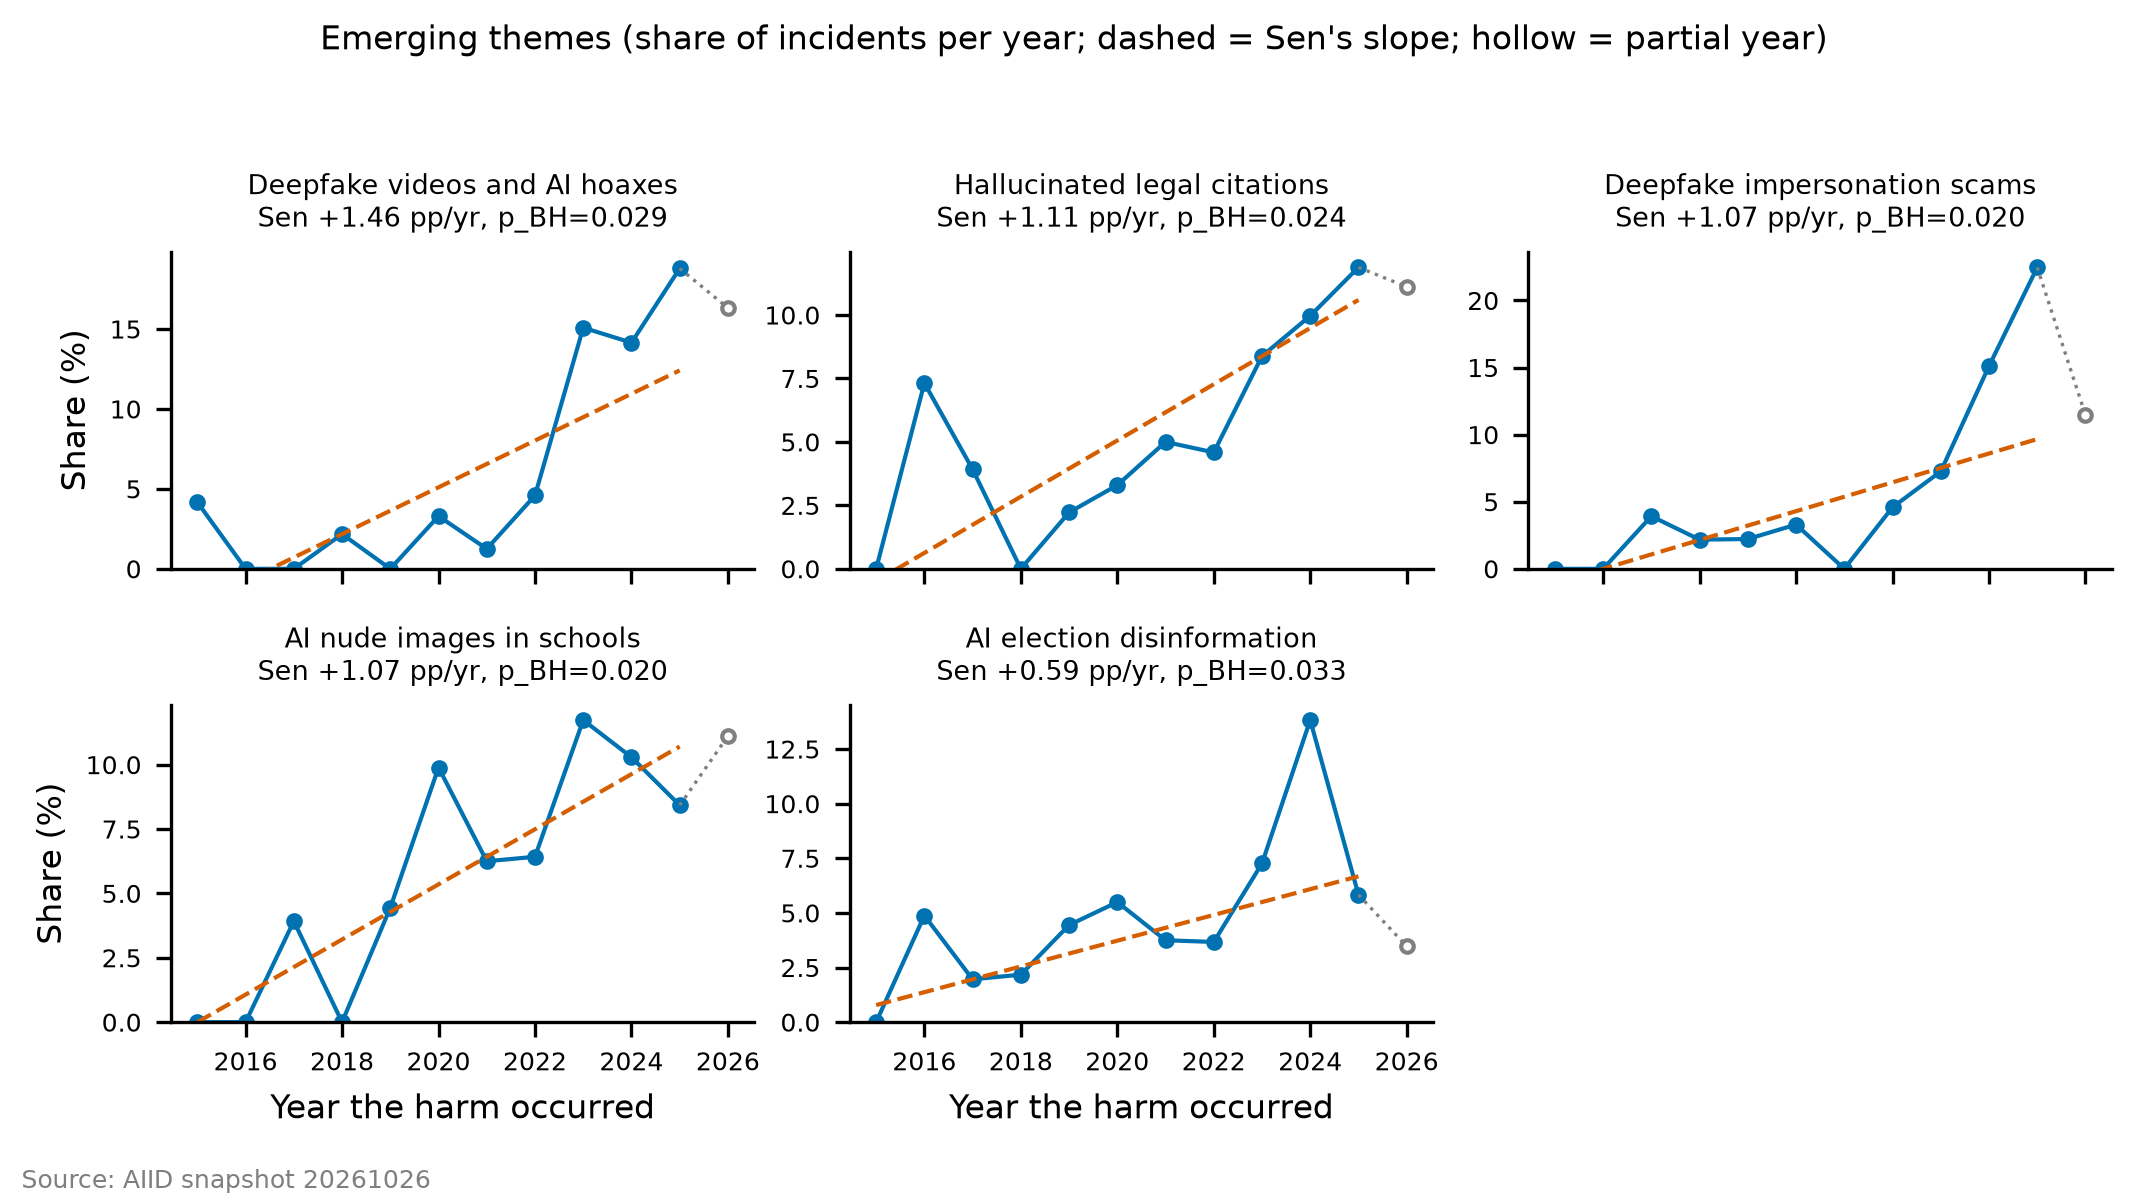 Emerging themes (share of incidents per year; dashed = Sen's slope; hollow = partial year)
Deepfake videos and AI hoaxes
Sen +1.46 pp/yr, p_BH=0.029
Share (%)
15
10
5
0
Hallucinated legal citations
Sen +1.11 pp/yr, p_BH=0.024
10.0
7.5
5.0
2.5
0.0
Deepfake impersonation scams
Sen +1.07 pp/yr, p_BH=0.020
20
15
10
5
0
AI nude images in schools
Sen +1.07 pp/yr, p_BH=0.020
Share (%)
10.0
7.5
5.0
2.5
0.0
2016 2018 2020 2022 2024 2026
Year the harm occurred
AI election disinformation
Sen +0.59 pp/yr, p_BH=0.033
12.5
10.0
7.5
5.0
2.5
0.0
2016 2018 2020 2022 2024 2026
Year the harm occurred
Source: AIID snapshot 20261026